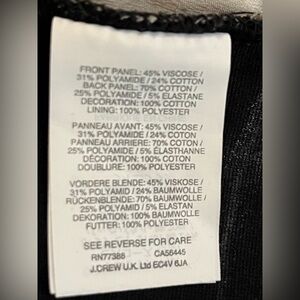 FRONT PANEL: 45% VISCOSE /
31% POLYAMIDE / 24% COTTON
BACK PANEL: 70% COTTON /
25% POLYAMIDE / 5% ELASTANE
DECORATION: 100% COTTON
LINING: 100% POLYESTER
PANNEAU AVANT: 45% VISCOSE /
31% POLYAMIDE / 24% COTON
PANNEAU ARRIERE: 70% COTON /
25% POLYAMIDE / 5% ÉLASTHANNE
DÉCORATION: 100% COTON
DOUBLURE: 100% POLYESTER
VORDERE BLENDE: 45% VISKOSE /
31% POLYAMID / 24% BAUMWOLLE
RÜCKENBLENDE: 70% BAUMWOLLE /
25% POLYAMID / 5% ELASTAN
DEKORATION: 100% BAUMWOLLE
FUTTER: 100% POLYESTER
SEE REVERSE FOR CARE
RN77388 CA56445
J.CREW U.K. Ltd EC4V 6JA